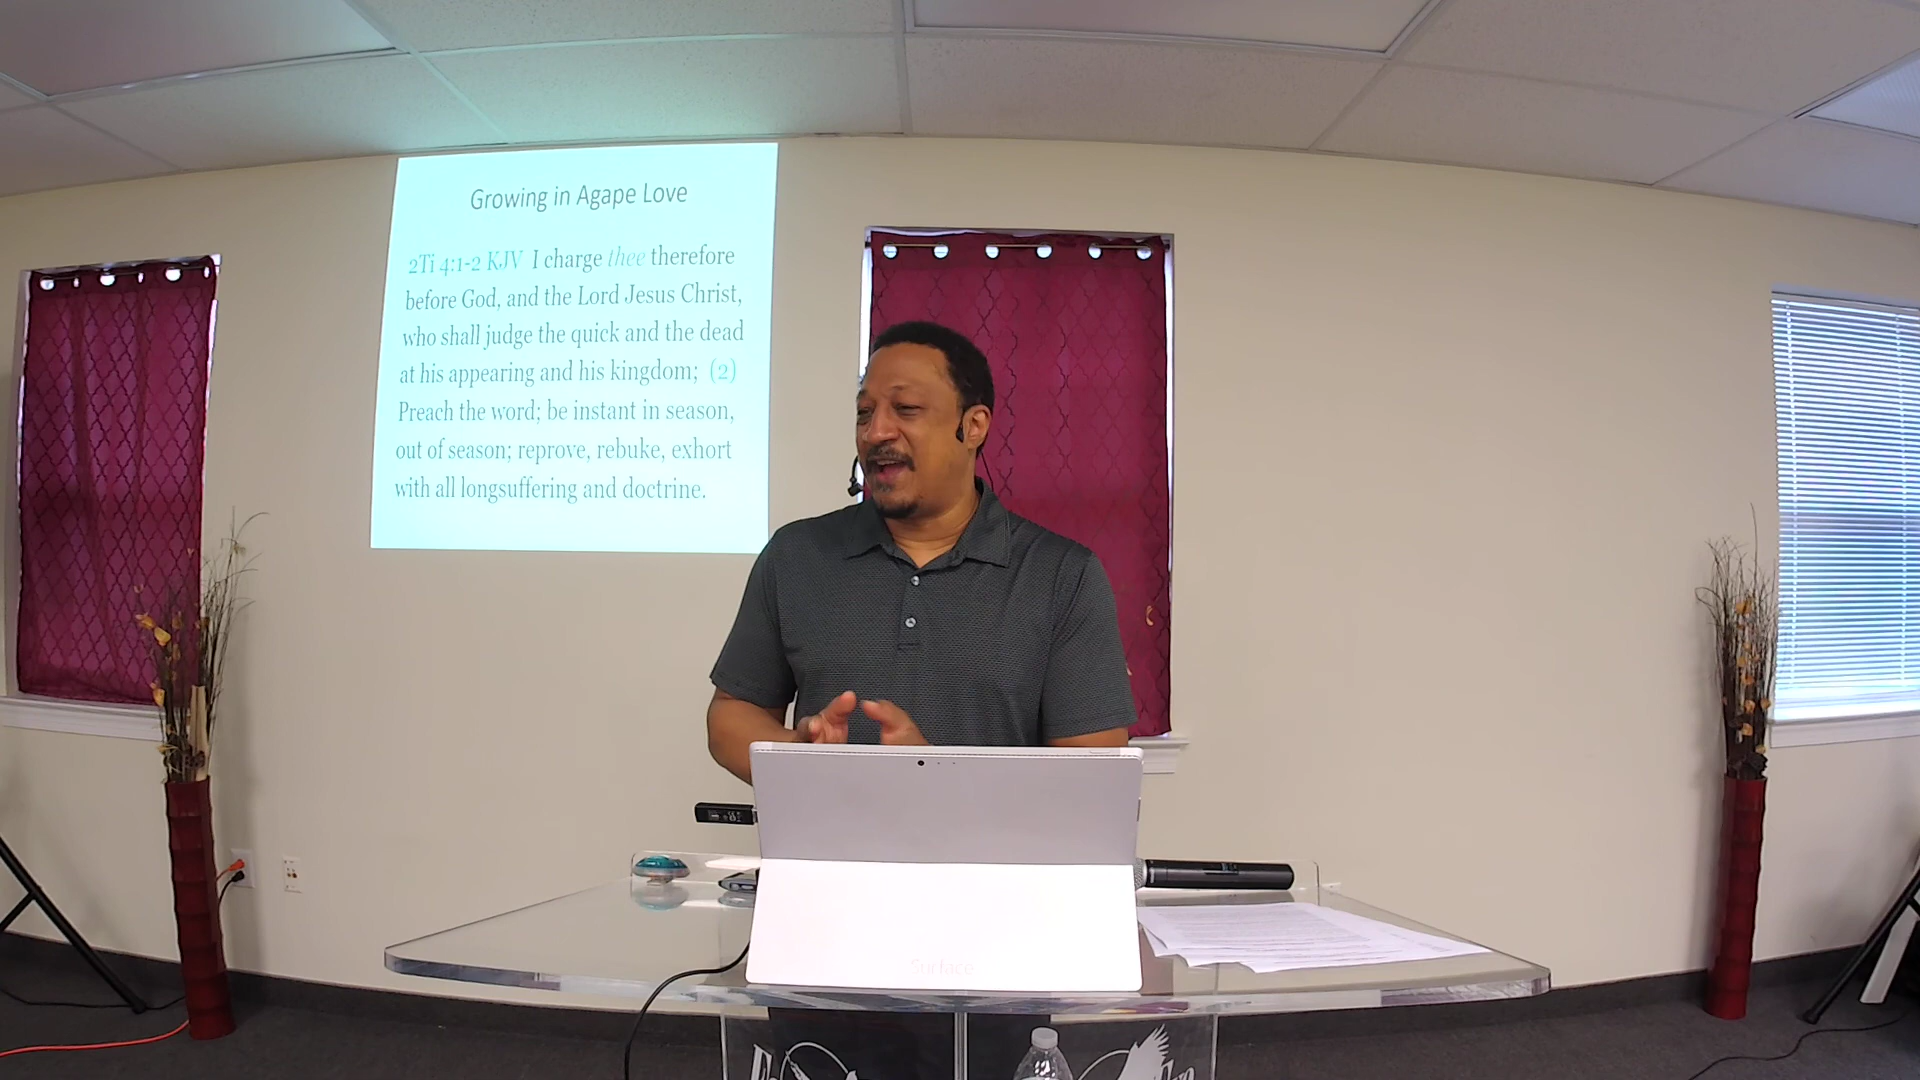 Growing in Agape Love
2Ti 4:1-2 KJV I charge thee therefore
before God, and the Lord Jesus Christ,
who shall judge the quick and the dead
at his appearing and his kingdom; (2)
Preach the word; be instant in season,
out of season; reprove, rebuke, exhort
with all longsuffering and doctrine.
Surface